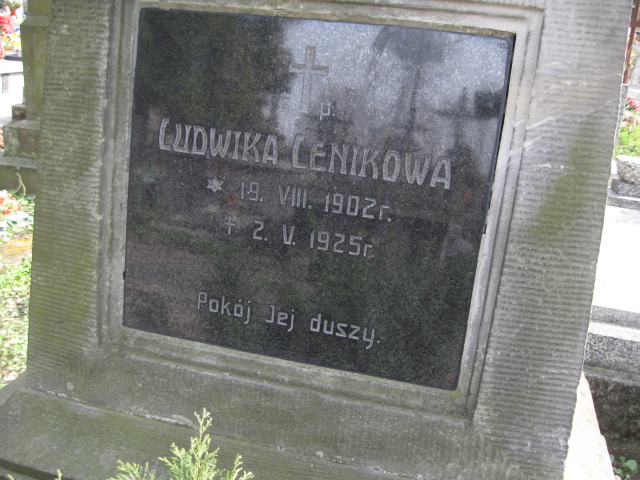 p.
LUDWIKA LENIKOWA
* 19. VIII. 1902r.
† 2. V. 1925r.
Pokój Jej duszy.